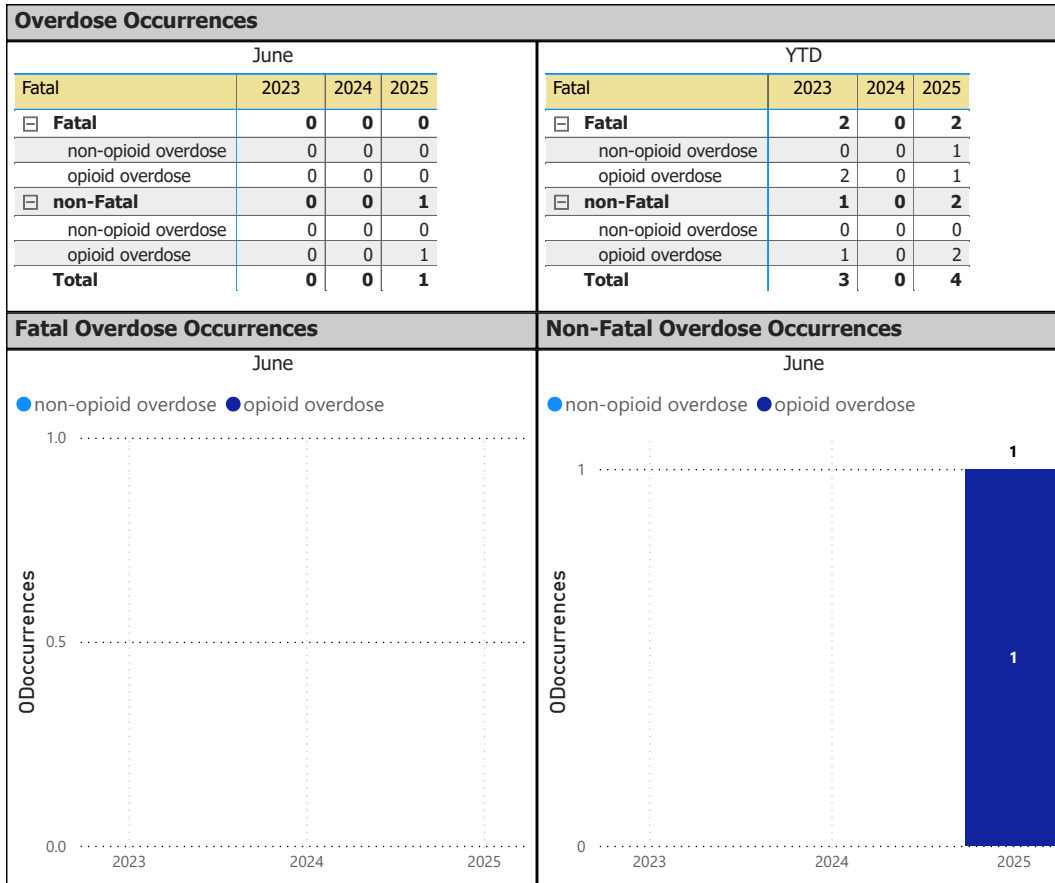 Overdose Occurrences
June
Fatal 2023 2024 2025
Fatal 0 0 0
non-opioid overdose 0 0 0
opioid overdose 0 0 0
non-Fatal 0 0 1
non-opioid overdose 0 0 0
opioid overdose 0 0 1
Total 0 0 1
YTD
Fatal 2023 2024 2025
Fatal 2 0 2
non-opioid overdose 0 0 1
opioid overdose 2 0 1
non-Fatal 1 0 2
non-opioid overdose 0 0 0
opioid overdose 1 0 2
Total 3 0 4
Fatal Overdose Occurrences
June
non-opioid overdose opioid overdose
1.0
0.5
0.0
ODoccurrences
2023 2024 2025
Non-Fatal Overdose Occurrences
June
non-opioid overdose opioid overdose
1
1
1
0
ODoccurrences
2023 2024 2025